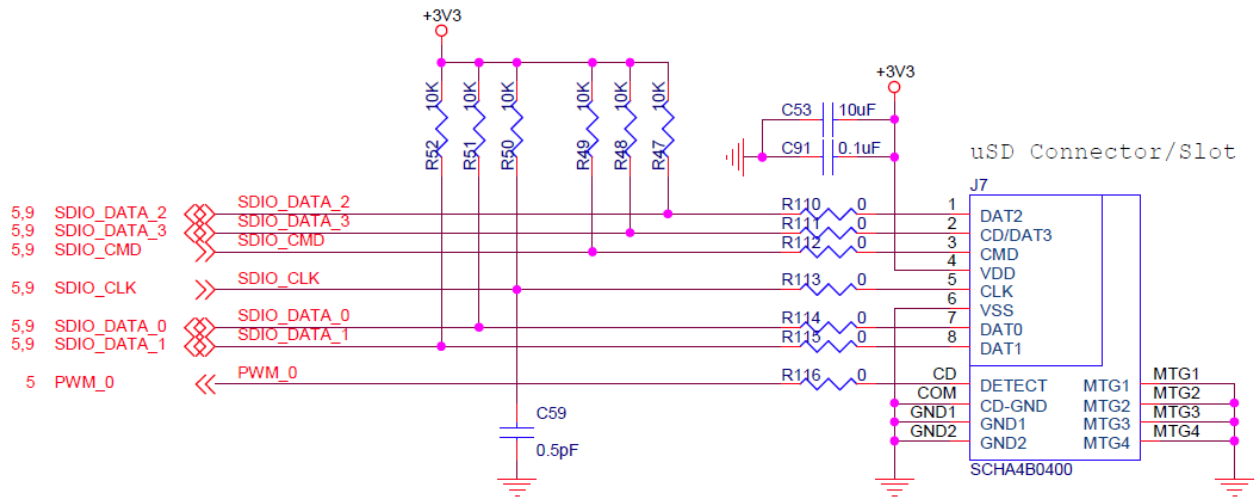 +3V3
10K 10K 10K 10K 10K 10K
R52 R51 R50 R49 R48 R47
+3V3
C53 10uF
C91 0.1uF
uSD Connector/Slot
J7
5,9 SDIO_DATA_2 SDIO_DATA_2 R110 0 1 DAT2
5,9 SDIO_DATA_3 SDIO_DATA_3 R111 0 2 CD/DAT3
5,9 SDIO_CMD SDIO_CMD R112 0 3 CMD
4 VDD
5,9 SDIO_CLK SDIO_CLK R113 0 5 CLK
6 VSS
5,9 SDIO_DATA_0 SDIO_DATA_0 R114 0 7 DAT0
5,9 SDIO_DATA_1 SDIO_DATA_1 R115 0 8 DAT1
5 PWM_0 PWM_0 R116 0 CD DETECT MTG1 MTG1
COM CD-GND MTG2 MTG2
GND1 GND1 MTG3 MTG3
GND2 GND2 MTG4 MTG4
C59
0.5pF
SCHA4B0400